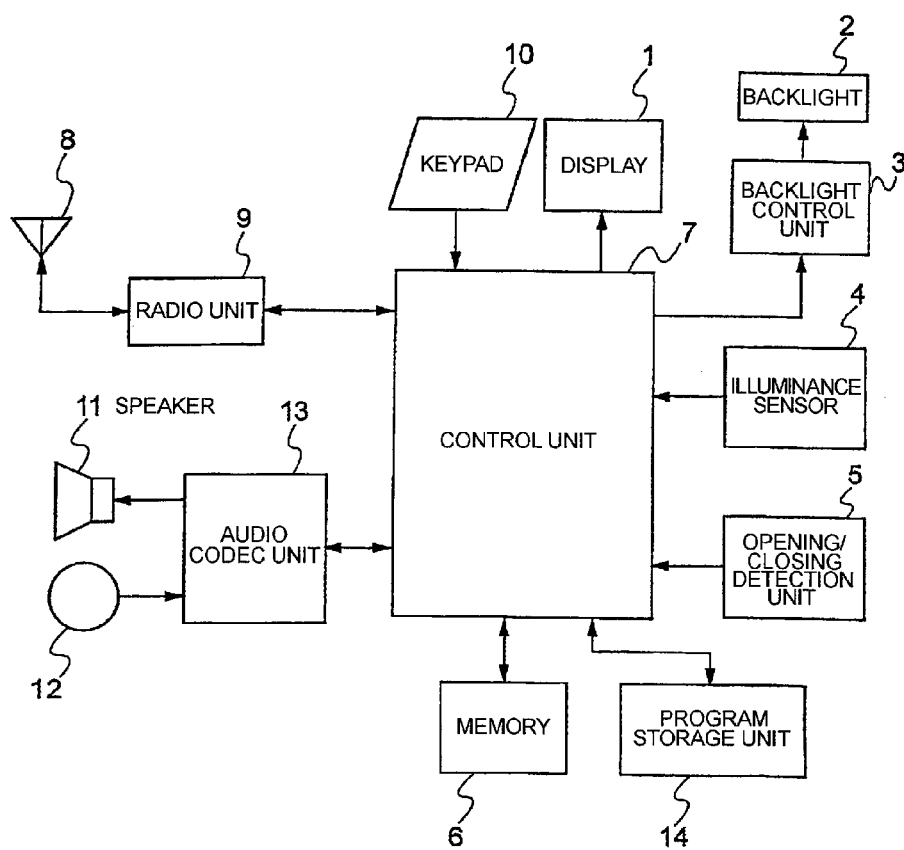 10
1
2
BACKLIGHT
8
KEYPAD
DISPLAY
3
BACKLIGHT
CONTROL
UNIT
9
7
RADIO UNIT
4
ILLUMINANCE
SENSOR
11
SPEAKER
13
CONTROL UNIT
AUDIO
CODEC UNIT
5
OPENING/
CLOSING
DETECTION
UNIT
12
MEMORY
PROGRAM
STORAGE UNIT
6
14